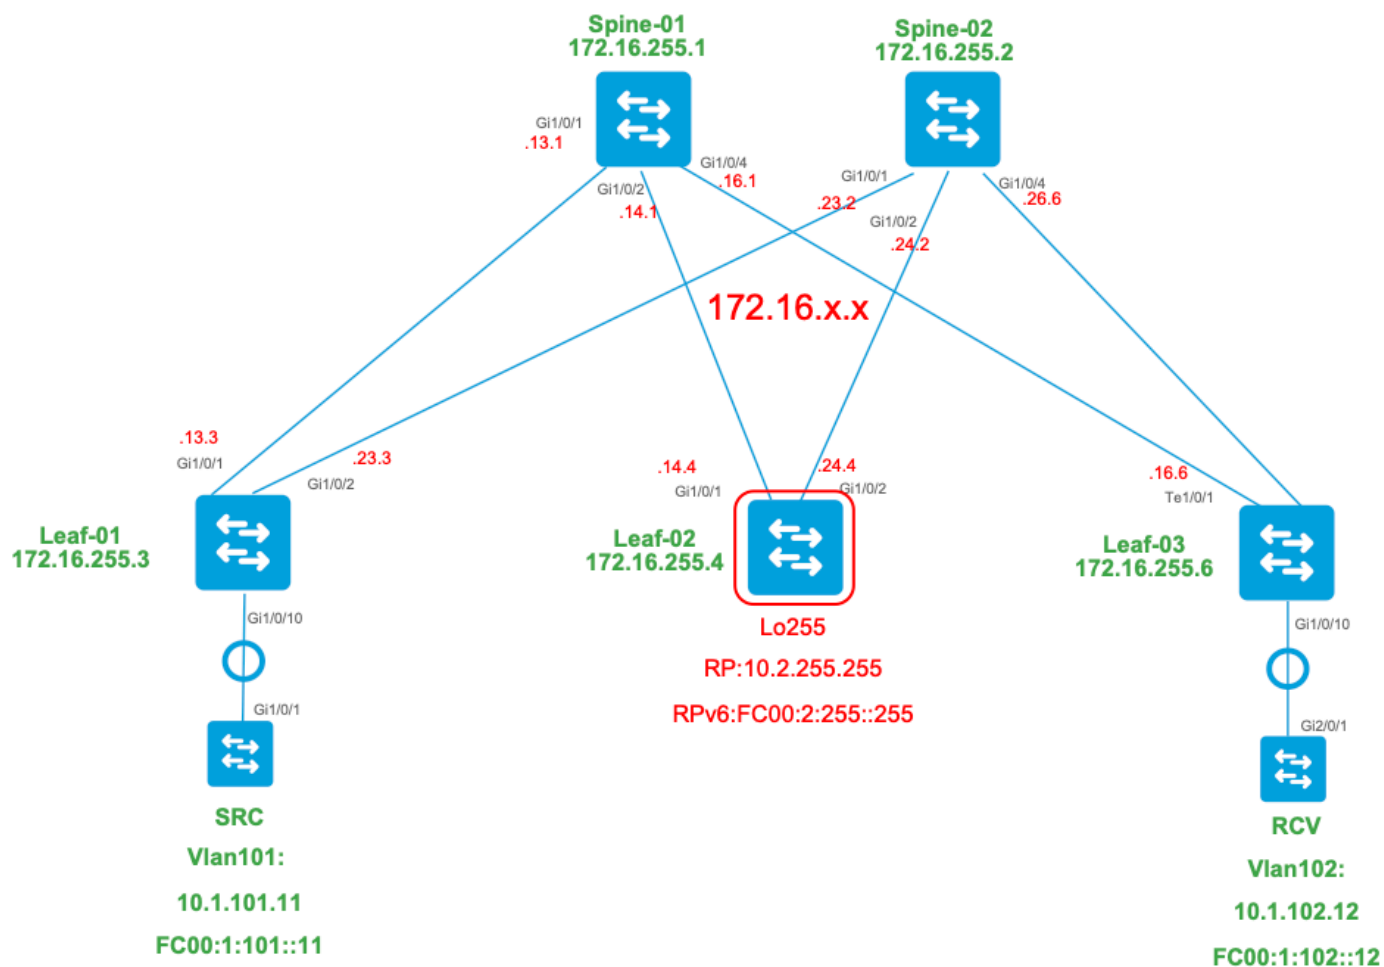 Spine-01
172.16.255.1
Spine-02
172.16.255.2
Gi1/0/1
.13.1
Gi1/0/4
.16.1
Gi1/0/2
.14.1
Gi1/0/1
.23.2
Gi1/0/4
.26.6
Gi1/0/2
.24.2
172.16.x.x
.13.3
Gi1/0/1
.23.3
Gi1/0/2
.14.4
Gi1/0/1
.24.4
Gi1/0/2
.16.6
Te1/0/1
Leaf-01
172.16.255.3
Leaf-02
172.16.255.4
Leaf-03
172.16.255.6
Gi1/0/10
Gi1/0/1
Lo255
RP:10.2.255.255
RPv6:FC00:2:255::255
Gi1/0/10
Gi2/0/1
SRC
Vlan101:
10.1.101.11
FC00:1:101::11
RCV
Vlan102:
10.1.102.12
FC00:1:102::12